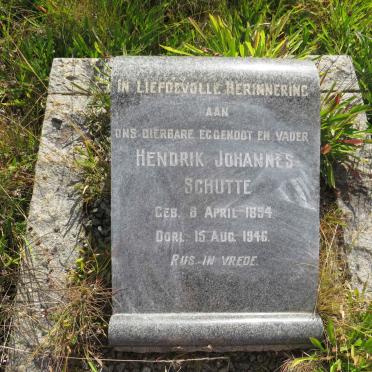 IN LIEFDEVOLLE HERINNERING
AAN
ONS DIERBARE EGGENOOT EN VADER
HENDRIK JOHANNES
SCHUTTE
GEB. 8 APRIL 1894
OORL. 15 AUG. 1946.
RUS IN VREDE.